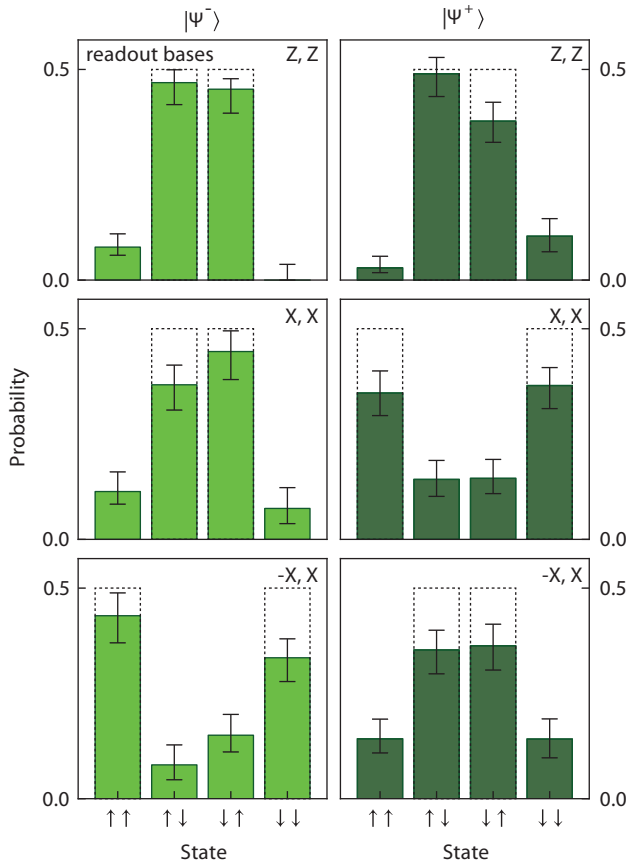 |Ψ⁻⟩ |Ψ⁺⟩
readout bases Z, Z Z, Z
0.5 0.5
0.0 0.0
X, X X, X
0.5 0.5
Probability
0.0 0.0
-X, X -X, X
0.5 0.5
0.0 0.0
↑↑ ↑↓ ↓↑ ↓↓ ↑↑ ↑↓ ↓↑ ↓↓
State State